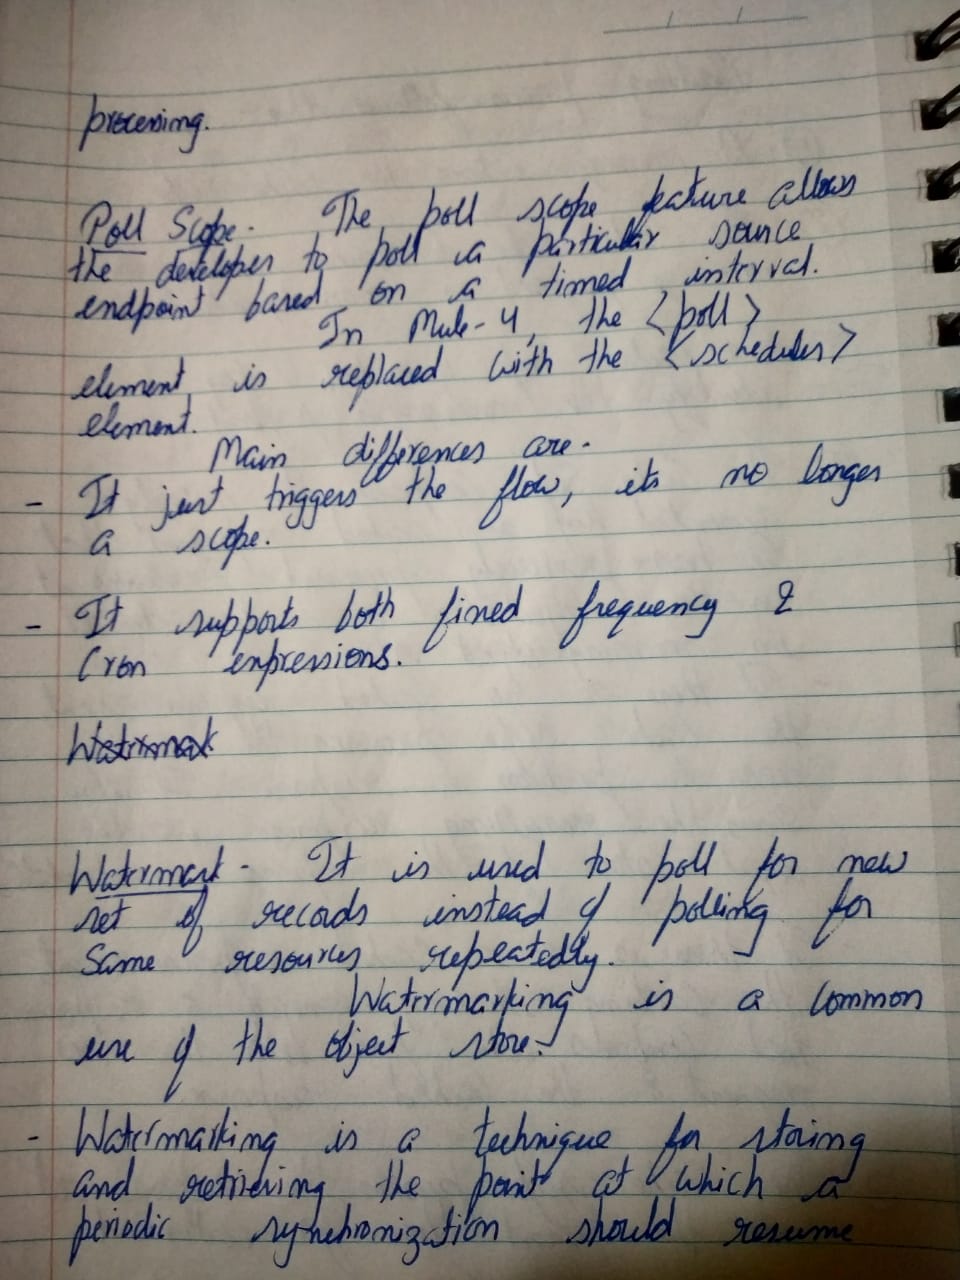 processing.
Poll Scope - The poll scope feature allows
the developer to poll a particular source
endpoint based on a timed interval.
In Mule-4, the <poll>
element is replaced with the <scheduler>
element.
Main differences are -
- It just triggers the flow, its no longer
a scope.
- It supports both fixed frequency &
Cron expressions.
Watermark
Watermark - It is used to poll for new
set of records instead of polling for
same resources repeatedly.
Watermarking is a common
use of the object store.
- Watermarking is a technique for storing
and retrieving the point at which a
periodic synchronization should resume